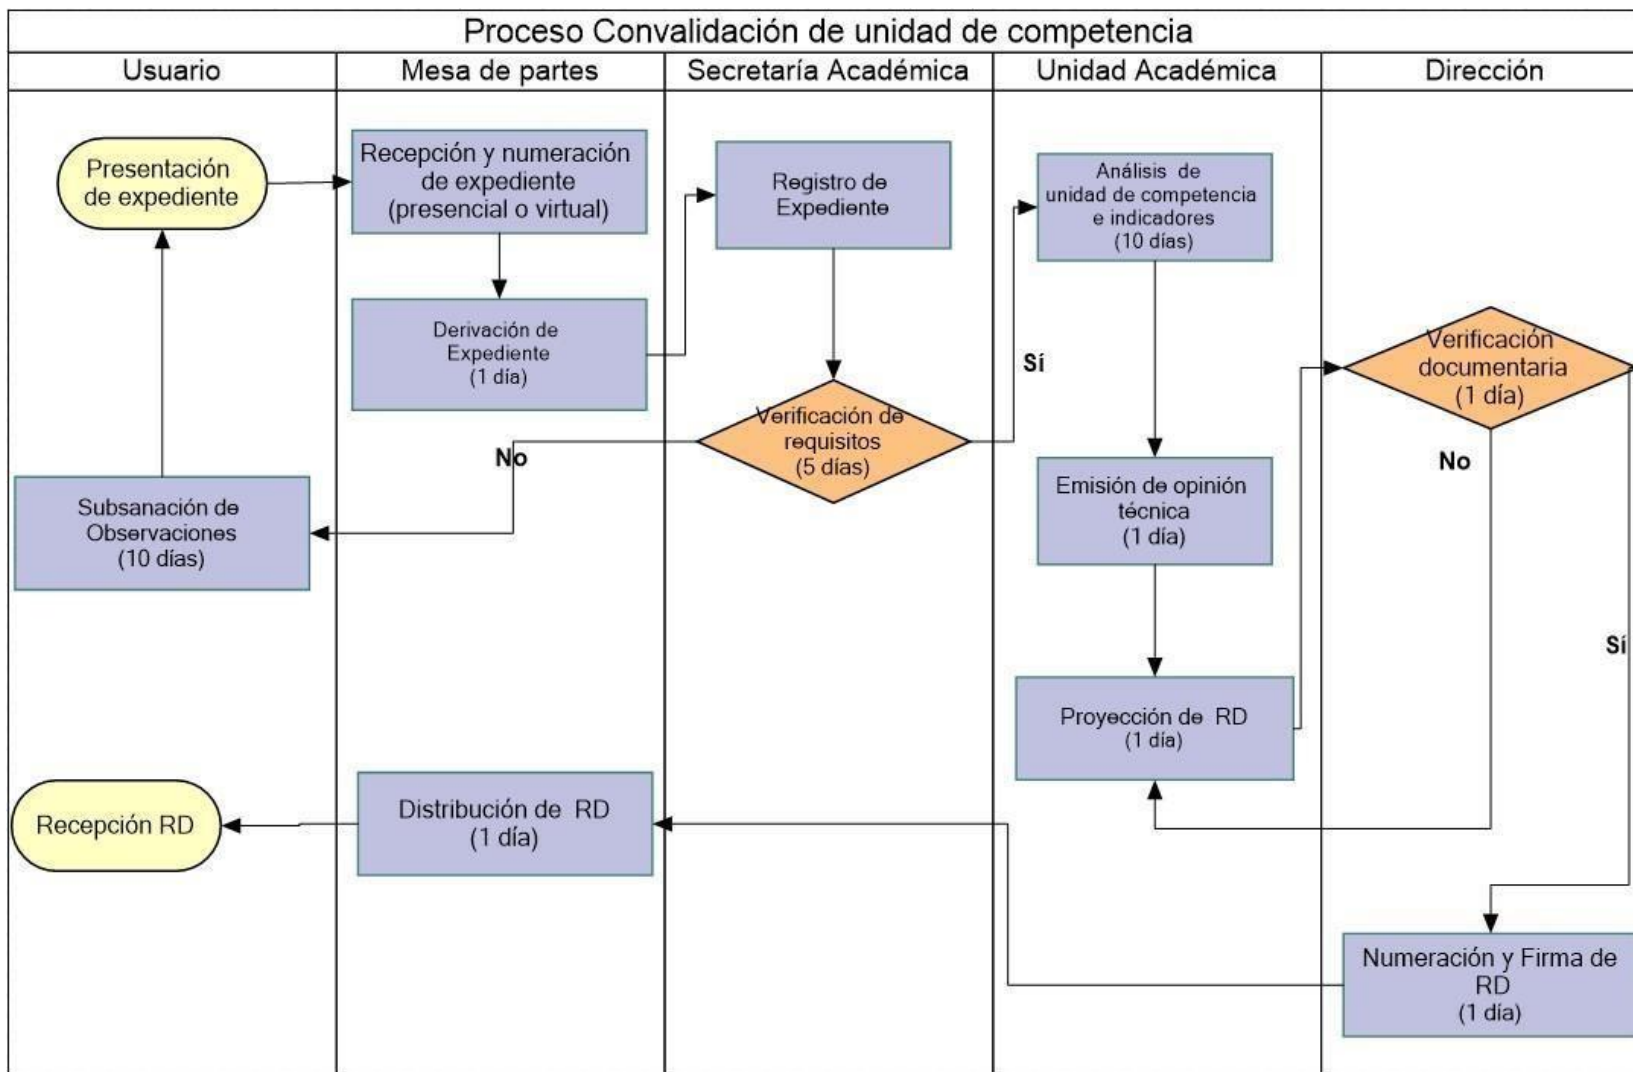 Proceso Convalidación de unidad de competencia
Usuario
Mesa de partes
Secretaría Académica
Unidad Académica
Dirección
Presentación
de expediente
Recepción y numeración
de expediente
(presencial o virtual)
Derivación de
Expediente
(1 día)
Registro de
Expediente
Verificación de
requisitos
(5 días)
No
Sí
Subsanación de
Observaciones
(10 días)
Análisis de
unidad de competencia
e indicadores
(10 días)
Emisión de opinión
técnica
(1 día)
Proyección de RD
(1 día)
Verificación
documentaria
(1 día)
No
Sí
Numeración y Firma de
RD
(1 día)
Distribución de RD
(1 día)
Recepción RD